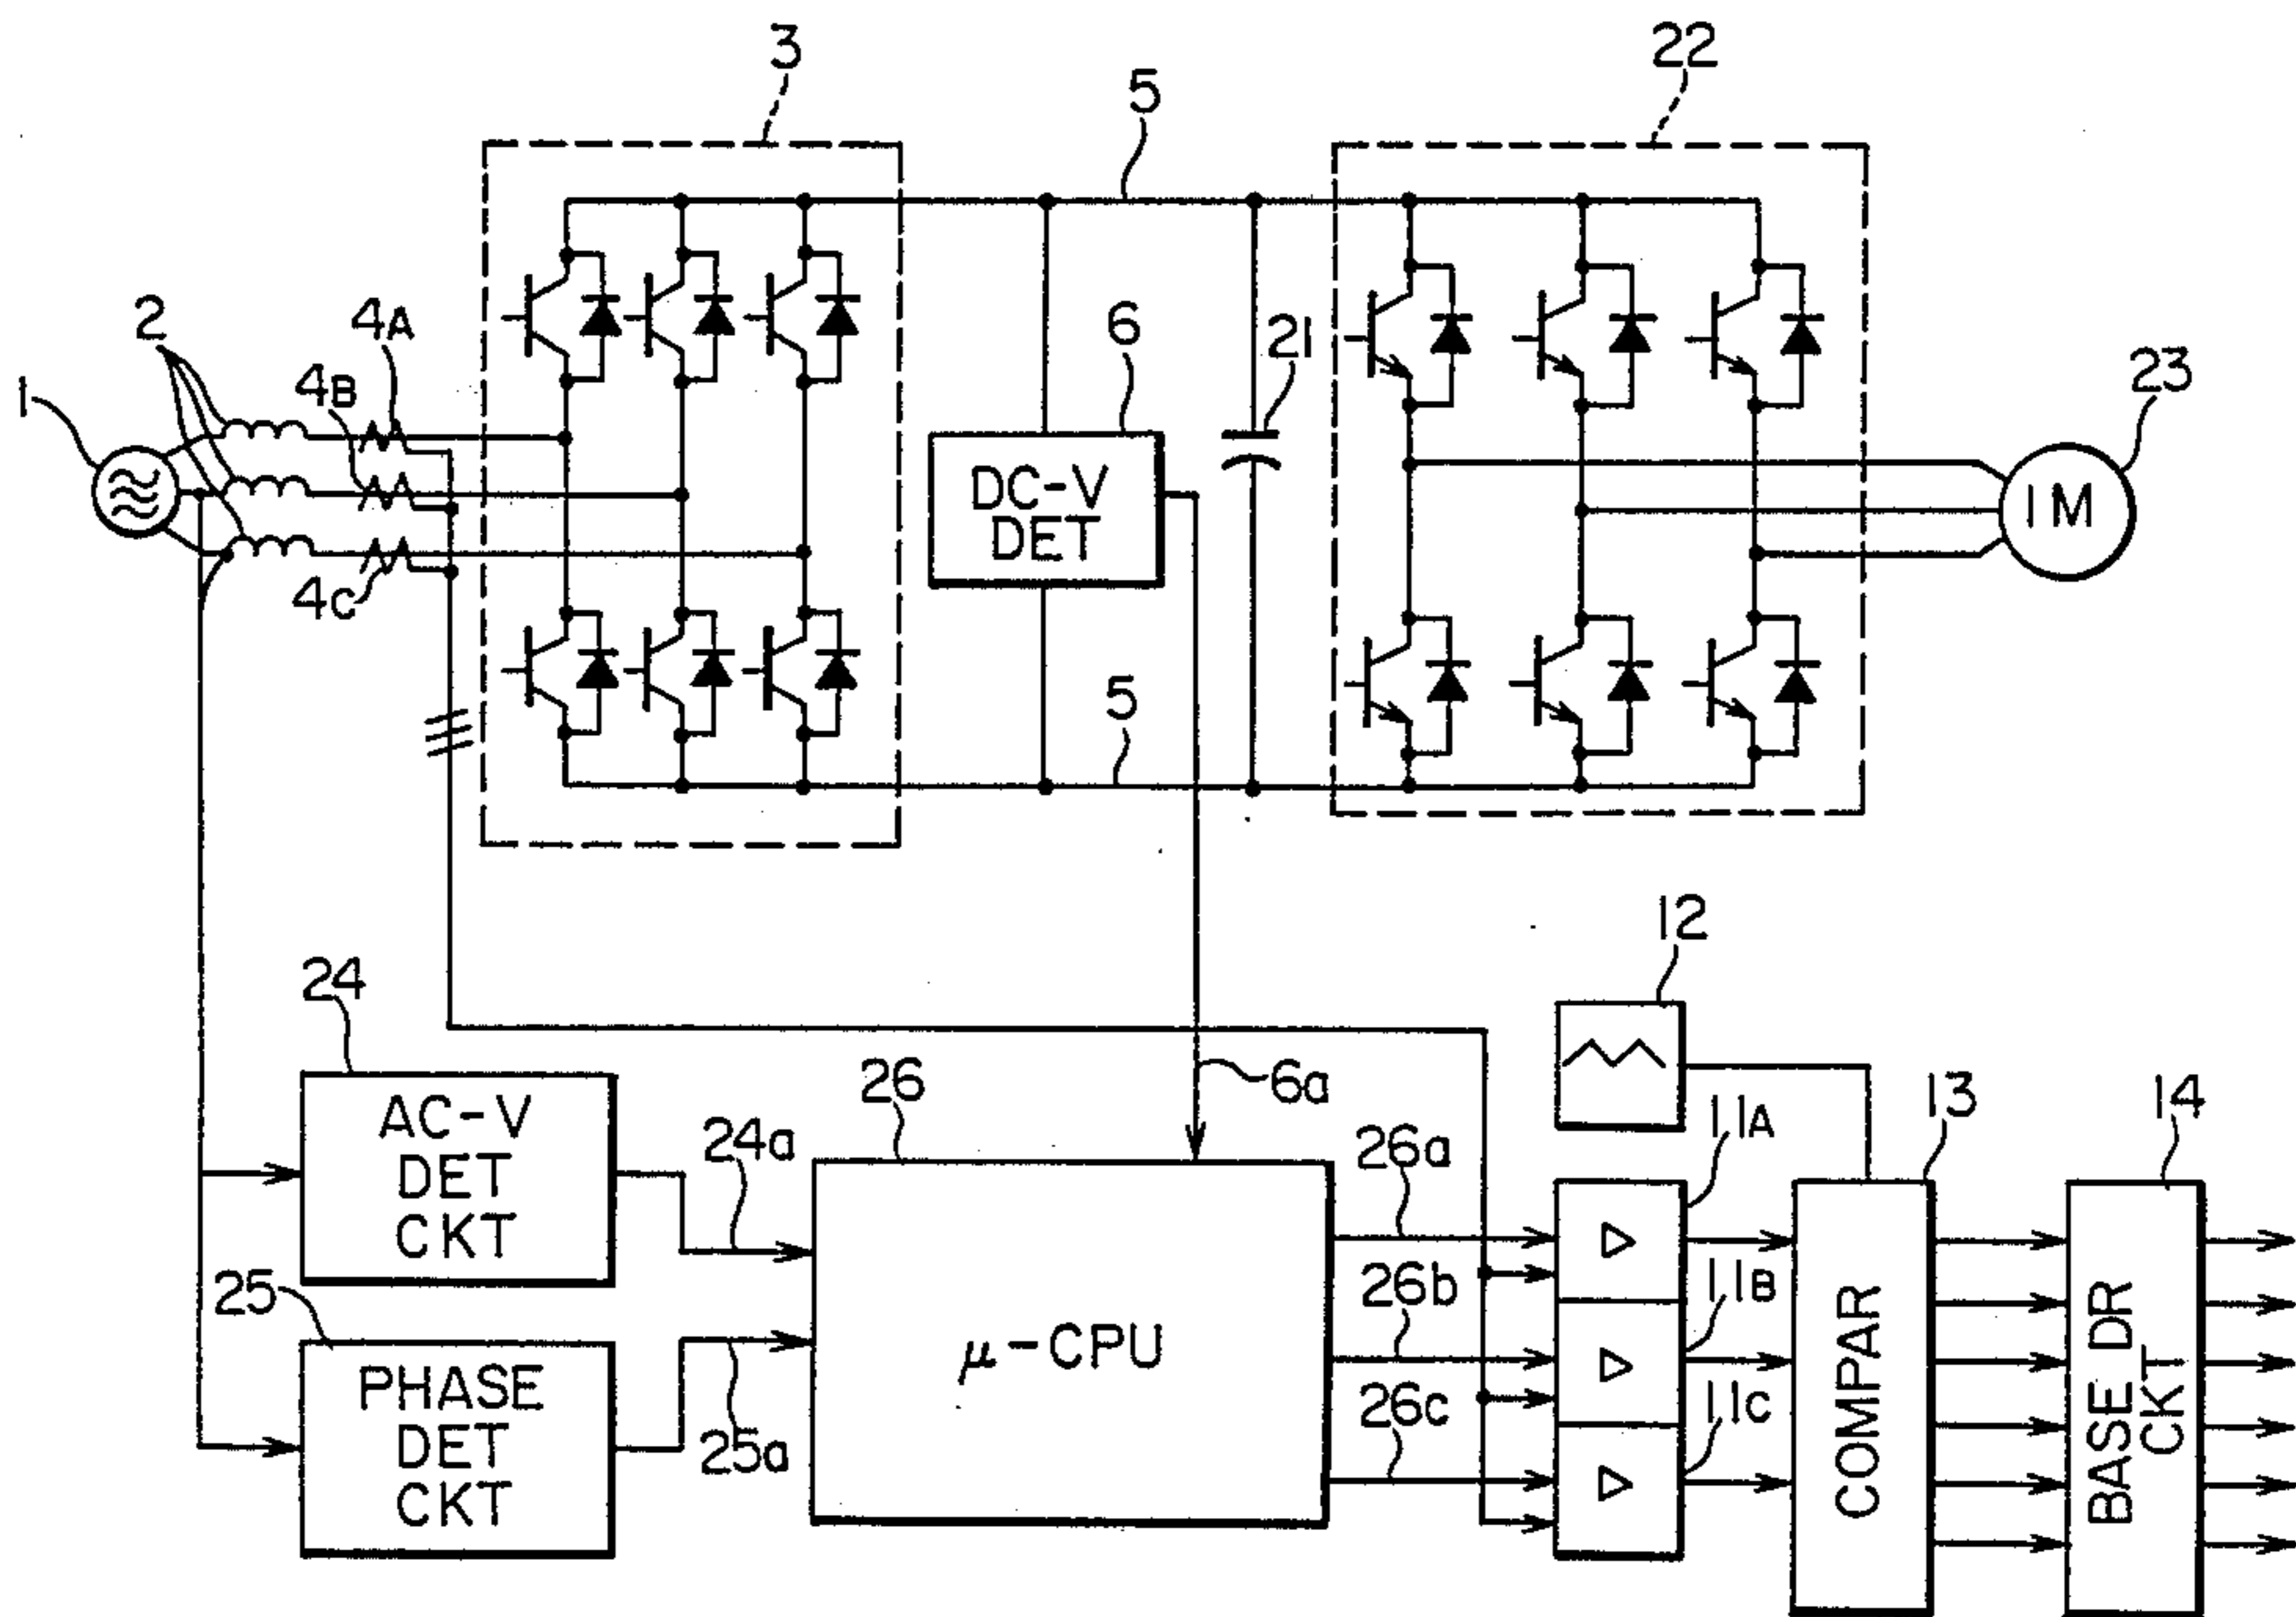 3
22
5
2
4A
6
21
4B
23
1
DC-V
DET
IM
4C
5
12
24
26
6a
13
14
AC-V
DET
CKT
24a
26a
11A
25
26b
11B
μ-CPU
PHASE
DET
CKT
25a
26c
11C
COMPAR
BASE DR
CKT